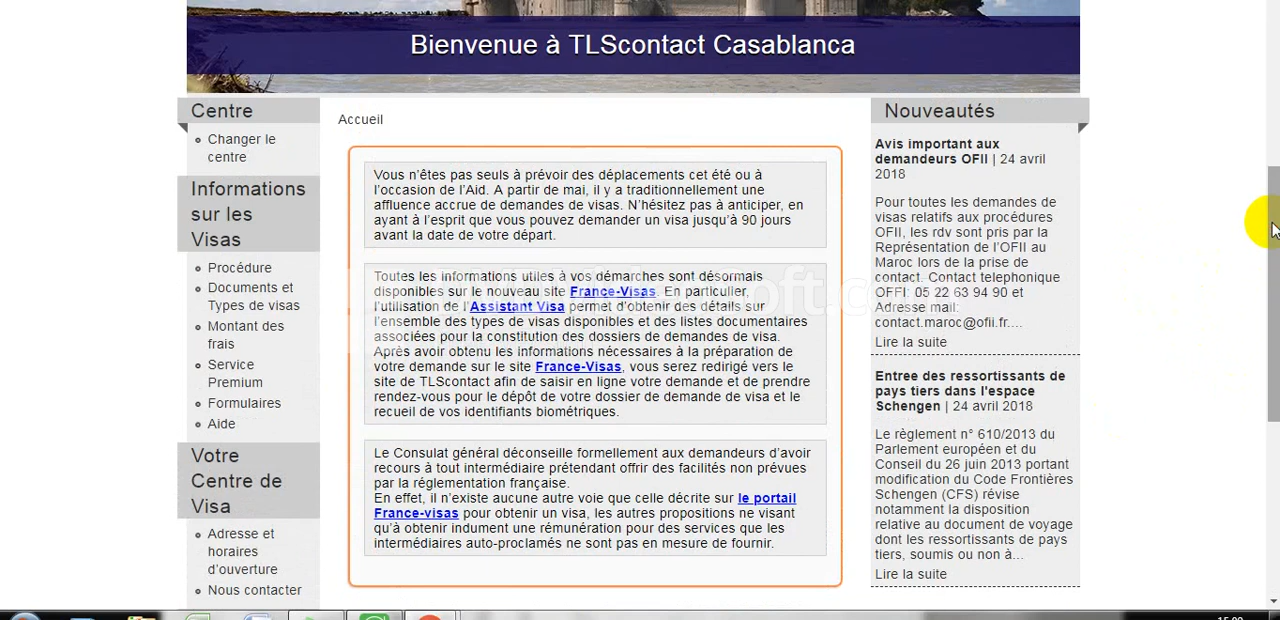 Bienvenue à TLScontact Casablanca
Centre
Changer le
centre
Informations
sur les
Visas
Procédure
Documents et
Types de visas
Montant des
frais
Service
Premium
Formulaires
Aide
Votre
Centre de
Visa
Adresse et
horaires
d'ouverture
Nous contacter
Accueil
Vous n'êtes pas seuls à prévoir des déplacements cet été ou à
l'occasion de l'Aid. A partir de mai, il y a traditionnellement une
affluence accrue de demandes de visas. N'hésitez pas à anticiper, en
ayant à l'esprit que vous pouvez demander un visa jusqu'à 90 jours
avant la date de votre départ.
Toutes les informations utiles à vos démarches sont désormais
disponibles sur le nouveau site France-Visas. En particulier,
l'utilisation de l'Assistant Visa permet d'obtenir des détails sur
l'ensemble des types de visas disponibles et des listes documentaires
associées pour la constitution des dossiers de demandes de visa.
Après avoir obtenu les informations nécessaires à la préparation de
votre demande sur le site France-Visas, vous serez redirigé vers le
site de TLScontact afin de saisir en ligne votre demande et de prendre
rendez-vous pour le dépôt de votre dossier de demande de visa et le
recueil de vos identifiants biométriques.
Le Consulat général déconseille formellement aux demandeurs d'avoir
recours à tout intermédiaire prétendant offrir des facilités non prévues
par la réglementation française.
En effet, il n'existe aucune autre voie que celle décrite sur le portail
France-visas pour obtenir un visa, les autres propositions ne visant
qu'à obtenir indument une rémunération pour des services que les
intermédiaires auto-proclamés ne sont pas en mesure de fournir.
Nouveautés
Avis important aux
demandeurs OFII | 24 avril
2018
Pour toutes les demandes de
visas relatifs aux procédures
OFII, les rdv sont pris par la
Représentation de l'OFII au
Maroc lors de la prise de
contact. Contact telephonique
OFFI: 05 22 63 94 90 et
Adresse mail:
contact.maroc@ofii.fr....
Lire la suite
Entree des ressortissants de
pays tiers dans l'espace
Schengen | 24 avril 2018
Le règlement n° 610/2013 du
Parlement européen et du
Conseil du 26 juin 2013 portant
modification du Code Frontières
Schengen (CFS) révise
notamment la disposition
relative au document de voyage
dont les ressortissants de pays
tiers, soumis ou non à...
Lire la suite